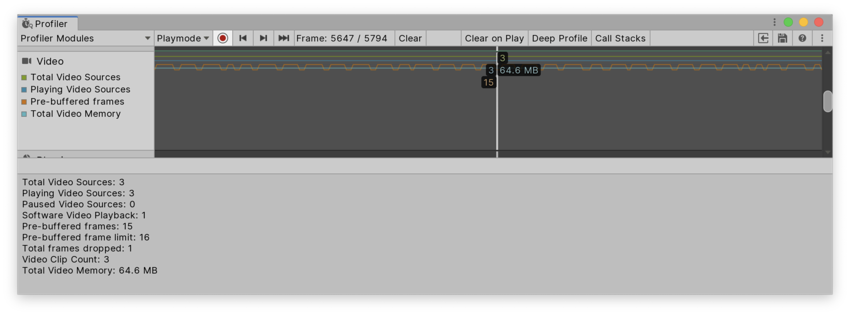 Profiler
Profiler Modules Playmode Frame: 5647 / 5794 Clear Clear on Play Deep Profile Call Stacks
Video
Total Video Sources
Playing Video Sources
Pre-buffered frames
Total Video Memory
3
3 64.6 MB
15
Total Video Sources: 3
Playing Video Sources: 3
Paused Video Sources: 0
Software Video Playback: 1
Pre-buffered frames: 15
Pre-buffered frame limit: 16
Total frames dropped: 1
Video Clip Count: 3
Total Video Memory: 64.6 MB